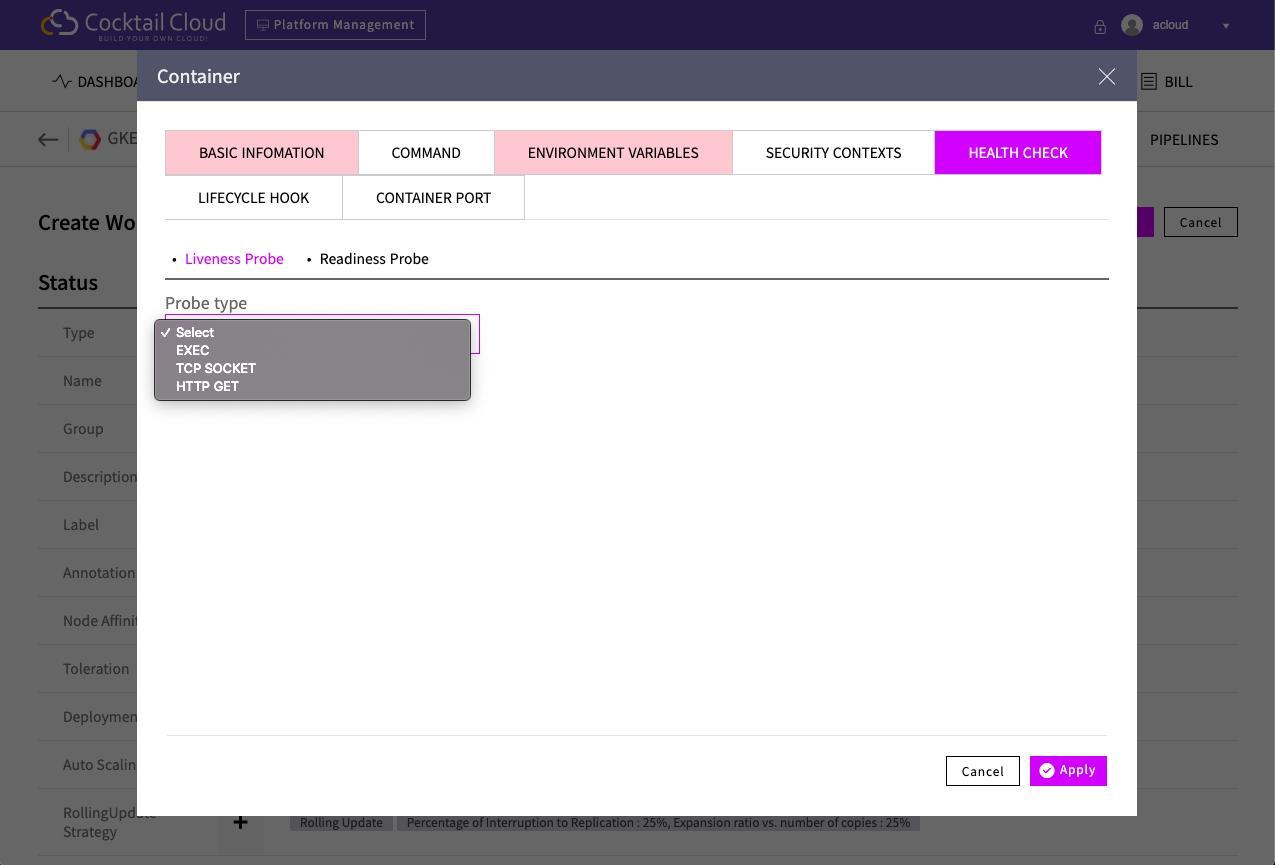 Cocktail Cloud
BUILD YOUR OWN CLOUD!
Platform Management
acloud
DASHBOA
BILL
Container
GKE
PIPELINES
BASIC INFOMATION
COMMAND
ENVIRONMENT VARIABLES
SECURITY CONTEXTS
HEALTH CHECK
LIFECYCLE HOOK
CONTAINER PORT
Create Wo
Cancel
• Liveness Probe
• Readiness Probe
Status
Probe type
✓ Select
EXEC
TCP SOCKET
HTTP GET
Type
Name
Group
Description
Label
Annotation
Node Affinit
Toleration
Deploymen
Auto Scalin
RollingUpdate
Strategy
Cancel
Apply
Rolling Update
Percentage of Interruption to Replication : 25%, Expansion ratio vs. number of copies : 25%